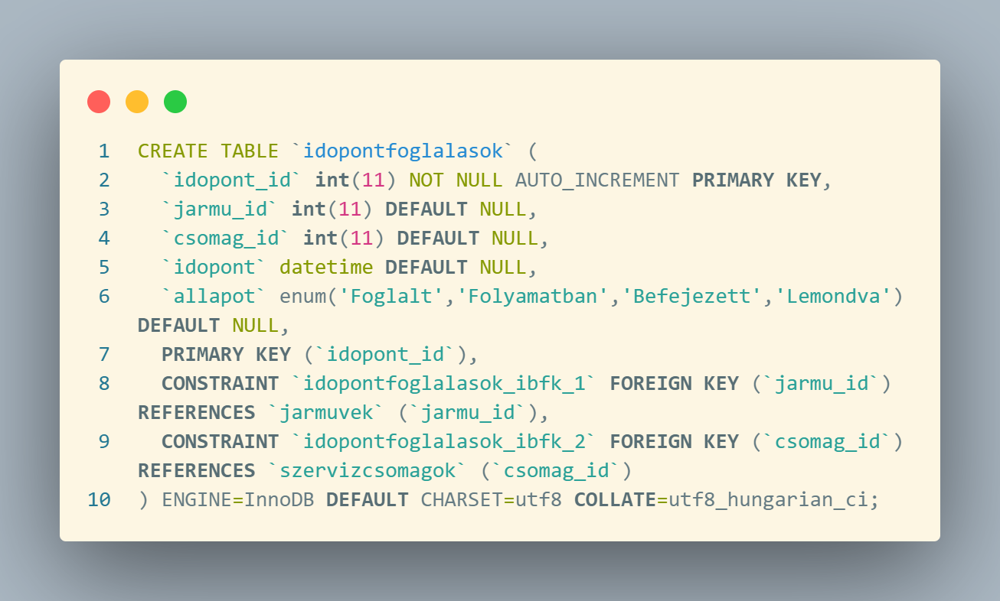 1 CREATE TABLE `idopontfoglalasok` (
2 `idopont_id` int(11) NOT NULL AUTO_INCREMENT PRIMARY KEY,
3 `jarmu_id` int(11) DEFAULT NULL,
4 `csomag_id` int(11) DEFAULT NULL,
5 `idopont` datetime DEFAULT NULL,
6 `allapot` enum('Foglalt','Folyamatban','Befejezett','Lemondva')
DEFAULT NULL,
7 PRIMARY KEY (`idopont_id`),
8 CONSTRAINT `idopontfoglalasok_ibfk_1` FOREIGN KEY (`jarmu_id`)
REFERENCES `jarmuvek` (`jarmu_id`),
9 CONSTRAINT `idopontfoglalasok_ibfk_2` FOREIGN KEY (`csomag_id`)
REFERENCES `szervizcsomagok` (`csomag_id`)
10 ) ENGINE=InnoDB DEFAULT CHARSET=utf8 COLLATE=utf8_hungarian_ci;